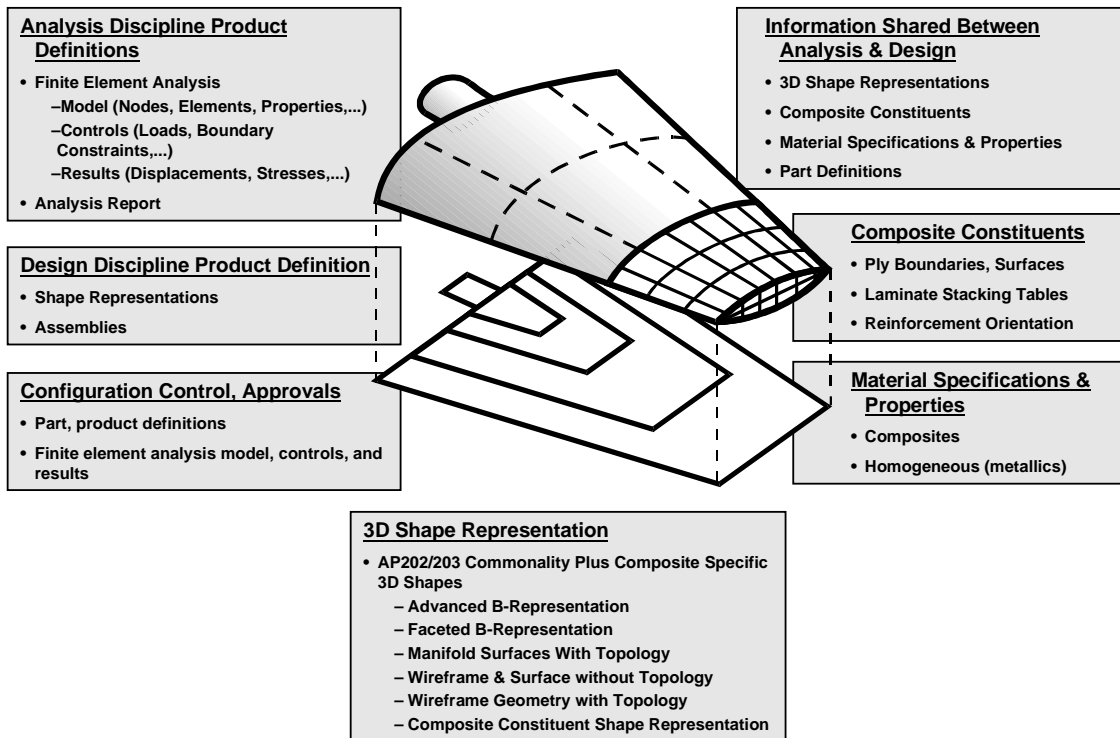 Analysis Discipline Product
Definitions
• Finite Element Analysis
–Model (Nodes, Elements, Properties,...)
–Controls (Loads, Boundary
Constraints,...)
–Results (Displacements, Stresses,...)
• Analysis Report
Design Discipline Product Definition
• Shape Representations
• Assemblies
Configuration Control, Approvals
• Part, product definitions
• Finite element analysis model, controls, and
results
Information Shared Between
Analysis & Design
• 3D Shape Representations
• Composite Constituents
• Material Specifications & Properties
• Part Definitions
Composite Constituents
• Ply Boundaries, Surfaces
• Laminate Stacking Tables
• Reinforcement Orientation
Material Specifications &
Properties
• Composites
• Homogeneous (metallics)
3D Shape Representation
• AP202/203 Commonality Plus Composite Specific
3D Shapes
– Advanced B-Representation
– Faceted B-Representation
– Manifold Surfaces With Topology
– Wireframe & Surface without Topology
– Wireframe Geometry with Topology
– Composite Constituent Shape Representation